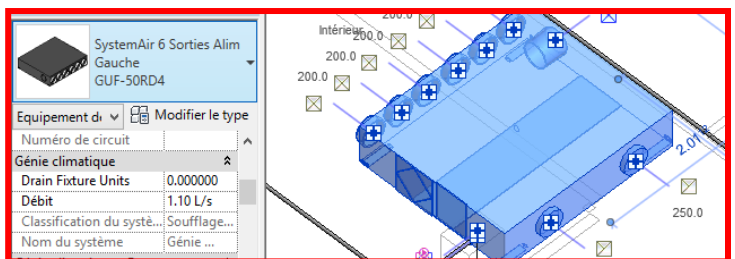 SystemAir 6 Sorties Alim
Gauche
GUF-50RD4
Modifier le type
Numéro de circuit
Génie climatique
Drain Fixture Units 0.000000
Débit 1.10 L/s
Classification du systè... Soufflage...
Nom du système Génie ...
200.0
Intérieur
200.0
200.0
200.0
250.0